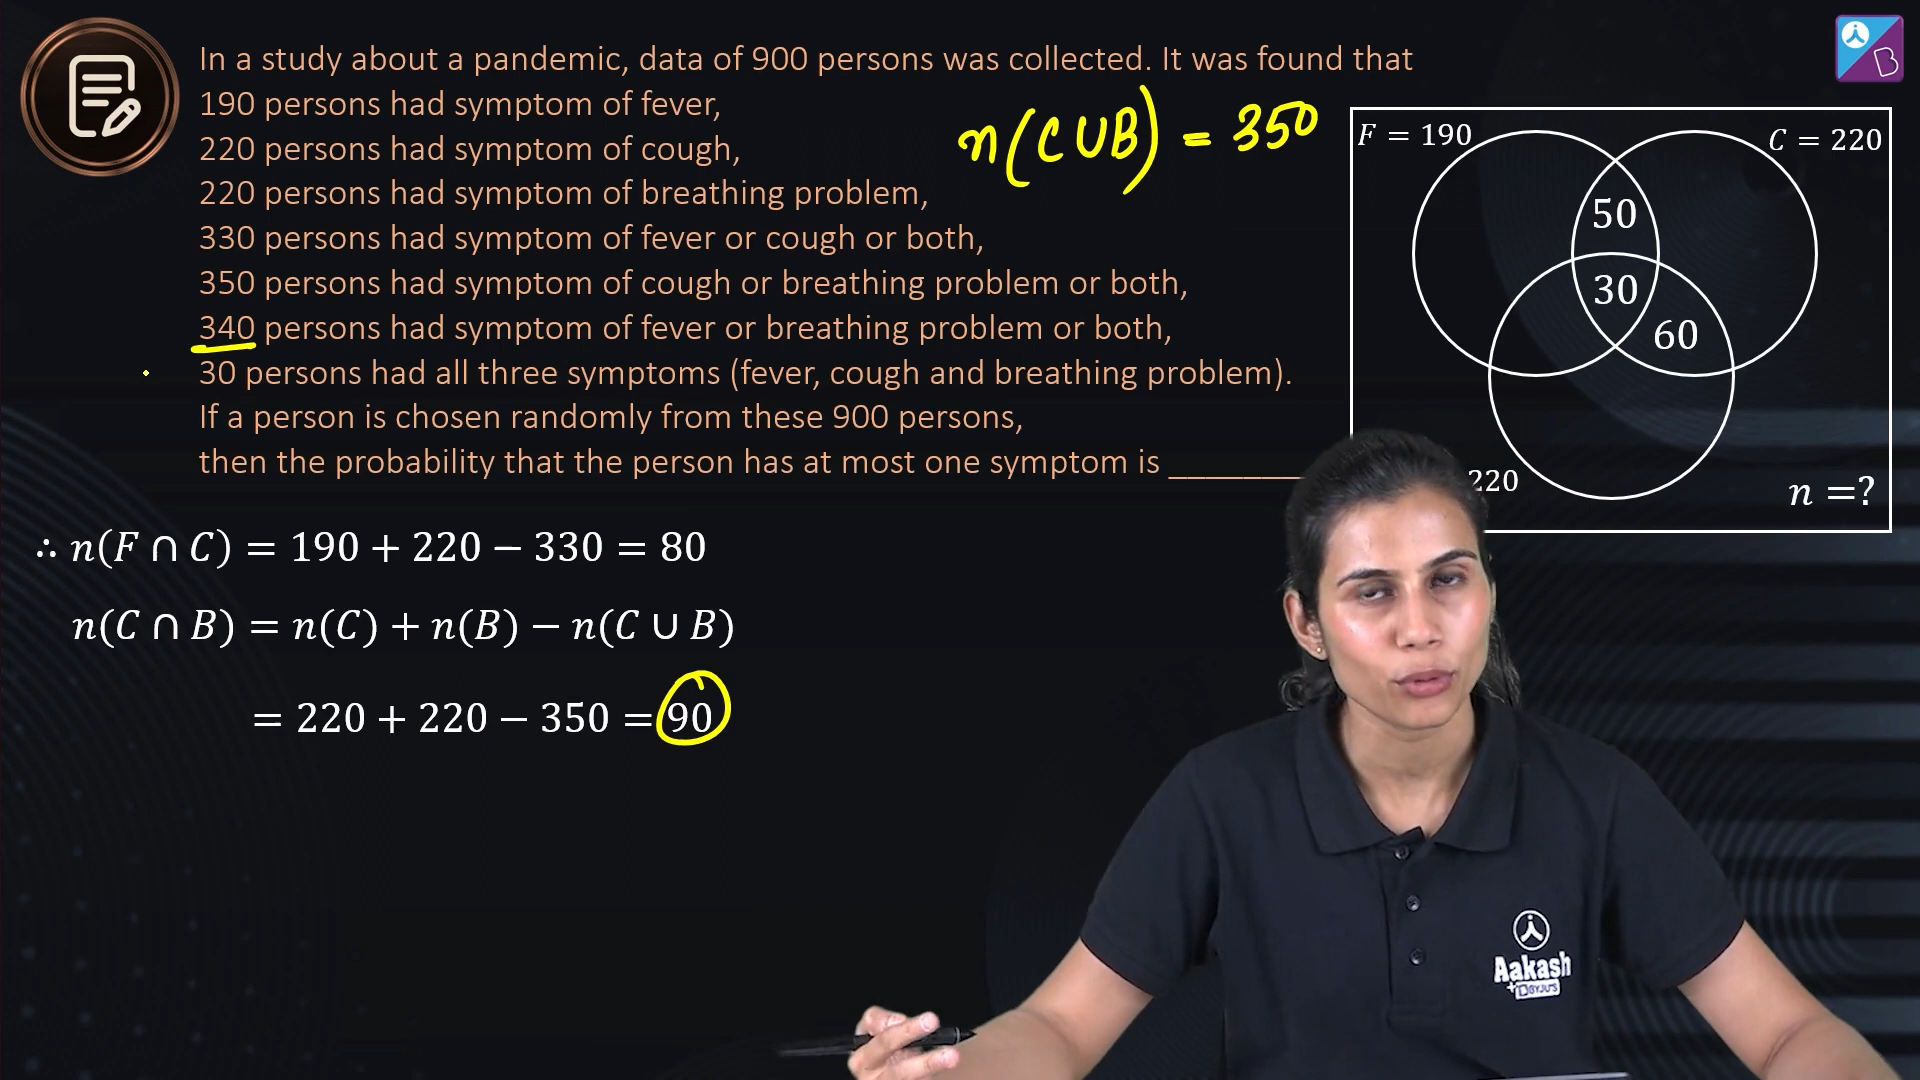 In a study about a pandemic, data of 900 persons was collected. It was found that
190 persons had symptom of fever,
220 persons had symptom of cough,
220 persons had symptom of breathing problem,
330 persons had symptom of fever or cough or both,
350 persons had symptom of cough or breathing problem or both,
340 persons had symptom of fever or breathing problem or both,
30 persons had all three symptoms (fever, cough and breathing problem).
If a person is chosen randomly from these 900 persons,
then the probability that the person has at most one symptom is ________
n(C∪B) = 350
F = 190
C = 220
50
30
60
220
n =?
∴ n(F ∩ C) = 190 + 220 − 330 = 80
n(C ∩ B) = n(C) + n(B) − n(C ∪ B)
= 220 + 220 − 350 = 90
B
Aakash
+BYJU'S